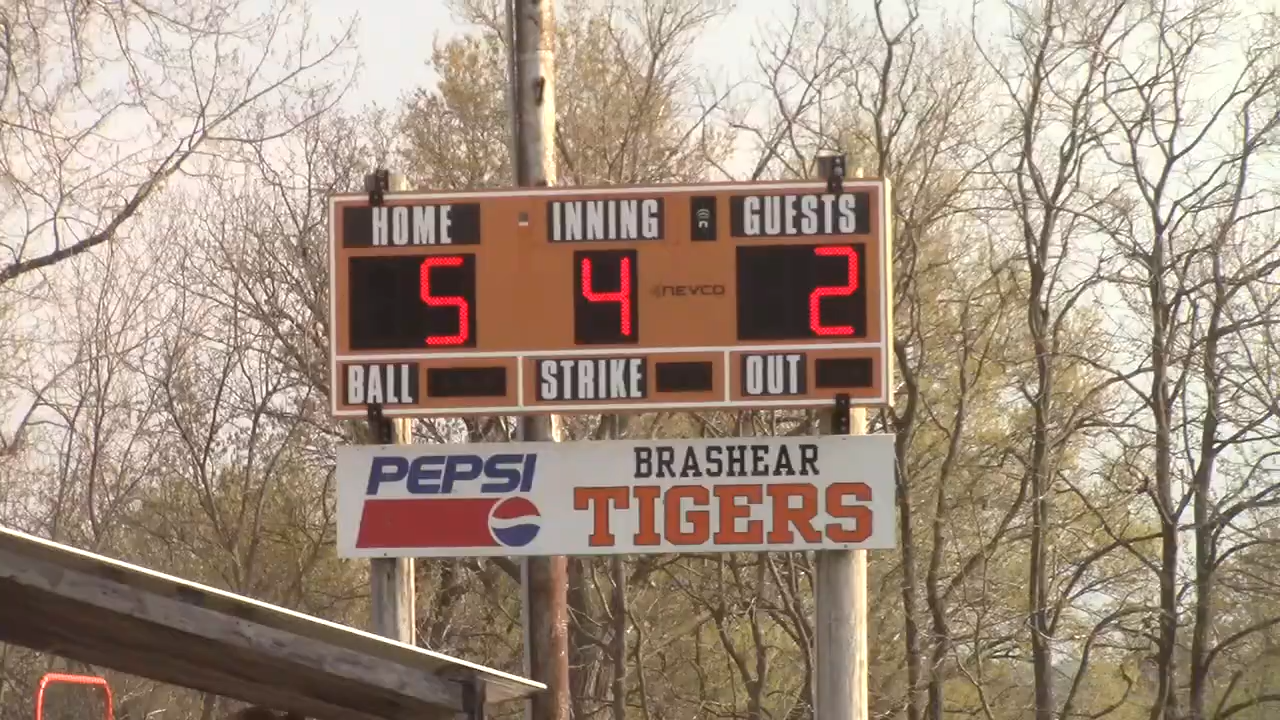 HOME INNING GUESTS
5 4 2
NEVCO
BALL STRIKE OUT
PEPSI BRASHEAR
TIGERS